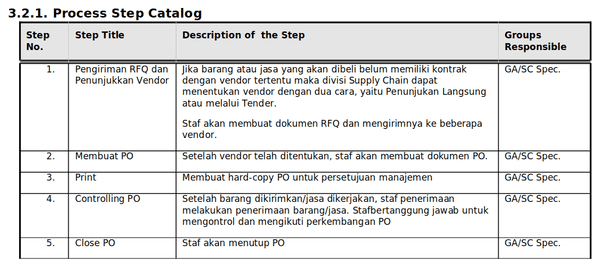 3.2.1. Process Step Catalog
Step No.
Step Title
Description of the Step
Groups Responsible
1.
Pengiriman RFQ dan
Penunjukkan Vendor
Jika barang atau jasa yang akan dibeli belum memiliki kontrak
dengan vendor tertentu maka divisi Supply Chain dapat
menentukan vendor dengan dua cara, yaitu Penunjukan Langsung
atau melalui Tender.
Staf akan membuat dokumen RFQ dan mengirimnya ke beberapa
vendor.
GA/SC Spec.
2.
Membuat PO
Setelah vendor telah ditentukan, staf akan membuat dokumen PO.
GA/SC Spec.
3.
Print
Membuat hard-copy PO untuk persetujuan manajemen
GA/SC Spec.
4.
Controlling PO
Setelah barang dikirimkan/jasa dikerjakan, staf penerimaan
melakukan penerimaan barang/jasa. Stafbertanggung jawab untuk
mengontrol dan mengikuti perkembangan PO
GA/SC Spec.
5.
Close PO
Staf akan menutup PO
GA/SC Spec.